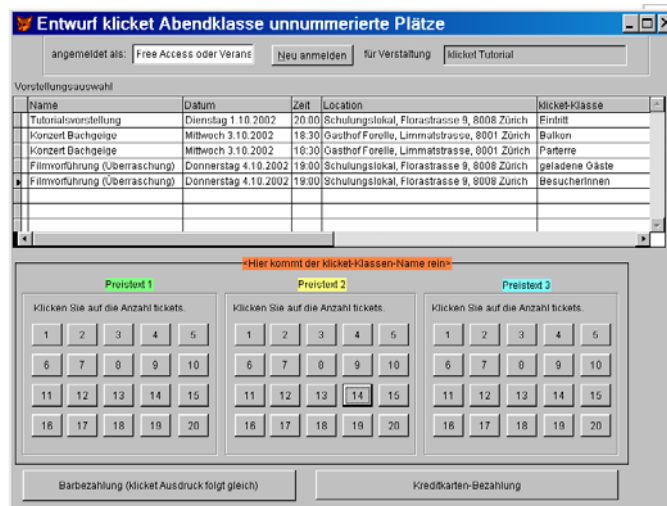 Entwurf klicket Abendklasse unnummerierte Plätze
angemeldet als: Free Access oder Verans Neu anmelden für Verstaltung klicket Tutorial
Vorstellungsauswahl
Name Datum Zeit Location klicket-Klasse
Tutorialsvorstellung Dienstag 1.10.2002 20:00 Schulungslokal, Florastrasse 9, 8008 Zürich Eintritt
Konzert Bachgeige Mittwoch 3.10.2002 18:30 Gasthof Forelle, Limmatstrasse, 8001 Zürich Balkon
Konzert Bachgeige Mittwoch 3.10.2002 18:30 Gasthof Forelle, Limmatstrasse, 8001 Zürich Parterre
Filmvorführung (Überraschung) Donnerstag 4.10.2002 19:00 Schulungslokal, Florastrasse 9, 8008 Zürich geladene Gäste
Filmvorführung (Überraschung) Donnerstag 4.10.2002 19:00 Schulungslokal, Florastrasse 9, 8008 Zürich BesucherInnen
<Hier kommt der klicket-Klassen-Name rein>
Preistext 1 Preistext 2 Preistext 3
Klicken Sie auf die Anzahl tickets. Klicken Sie auf die Anzahl tickets. Klicken Sie auf die Anzahl tickets.
1 2 3 4 5 1 2 3 4 5 1 2 3 4 5
6 7 8 9 10 6 7 8 9 10 6 7 8 9 10
11 12 13 14 15 11 12 13 14 15 11 12 13 14 15
16 17 18 19 20 16 17 18 19 20 16 17 18 19 20
Barbezahlung (klicket Ausdruck folgt gleich) Kreditkarten-Bezahlung